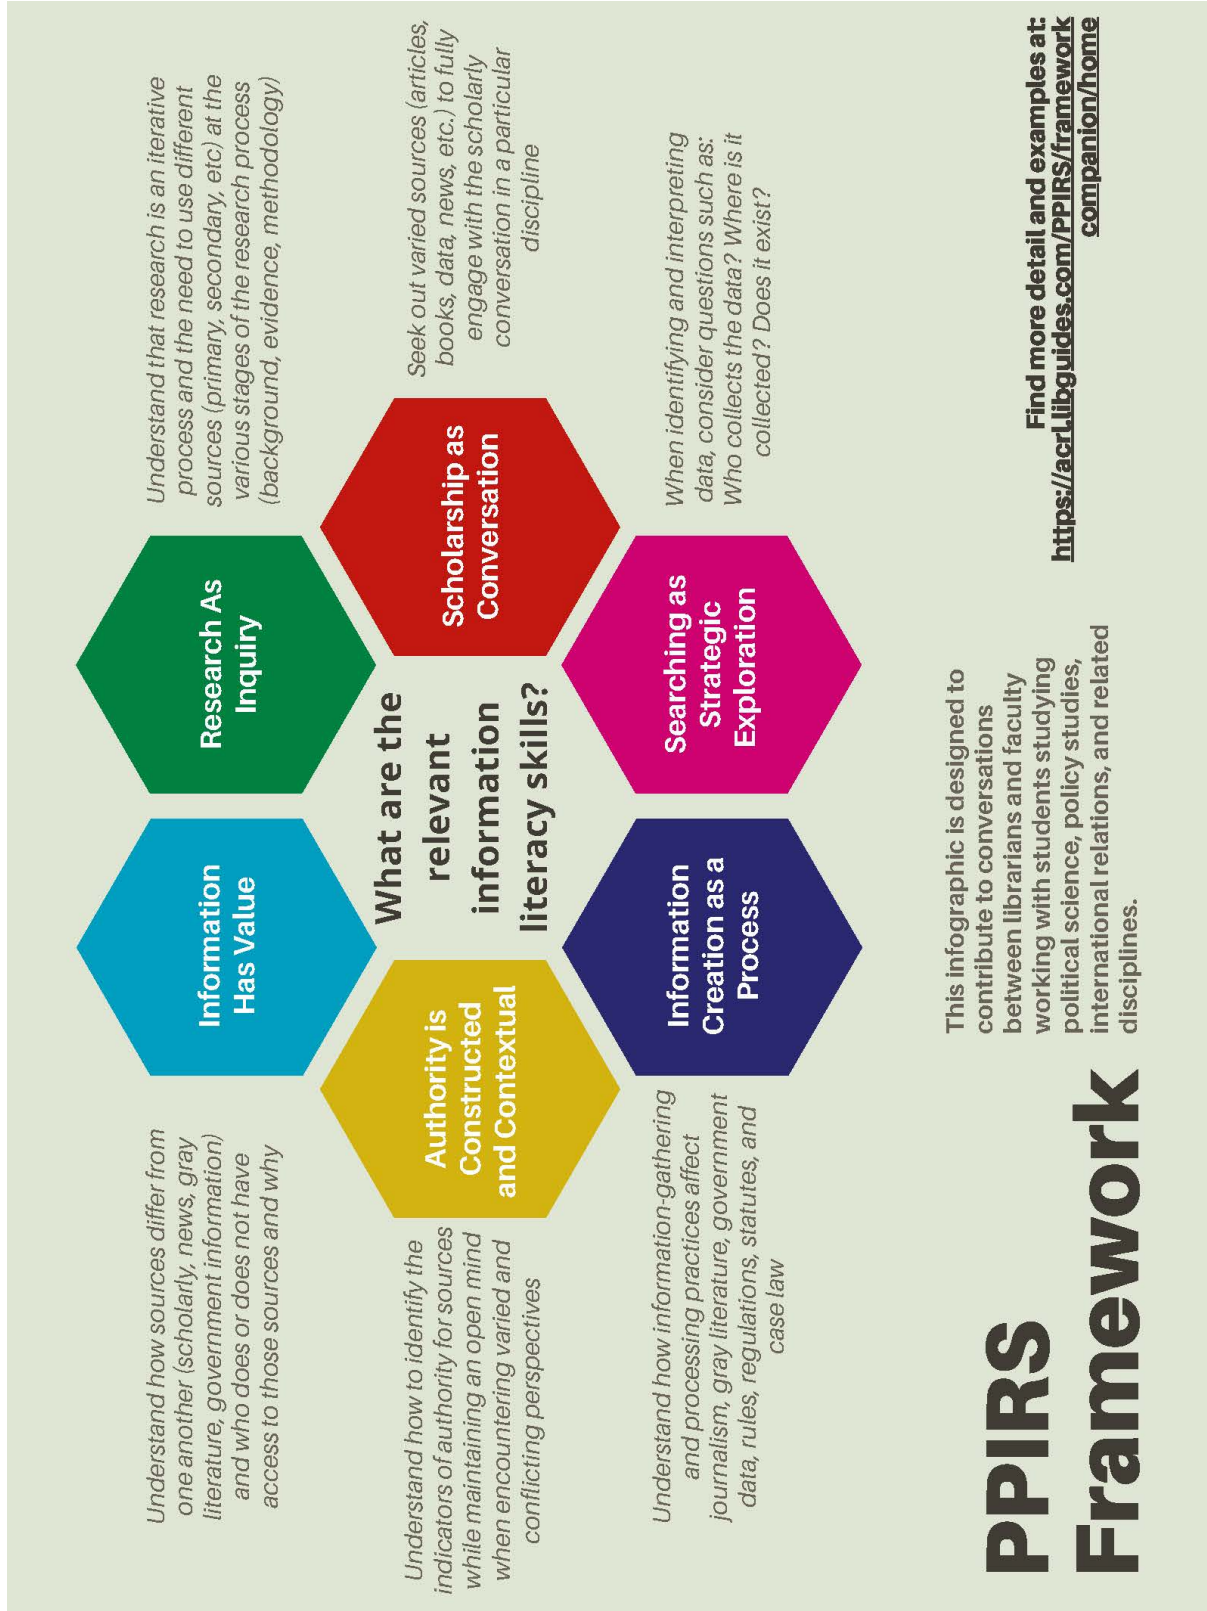 Understand how sources differ from
one another (scholarly, news, gray
literature, government information)
and who does or does not have
access to those sources and why
Information
Has Value
Research As
Inquiry
Understand that research is an iterative
process and the need to use different
sources (primary, secondary, etc) at the
various stages of the research process
(background, evidence, methodology)
Understand how to identify the
indicators of authority for sources
while maintaining an open mind
when encountering varied and
conflicting perspectives
Authority is
Constructed
and Contextual
What are the
relevant
information
literacy skills?
Scholarship as
Conversation
Seek out varied sources (articles,
books, data, news, etc.) to fully
engage with the scholarly
conversation in a particular
discipline
Understand how information-gathering
and processing practices affect
journalism, gray literature, government
data, rules, regulations, statutes, and
case law
Information
Creation as a
Process
Searching as
Strategic
Exploration
When identifying and interpreting
data, consider questions such as:
Who collects the data? Where is it
collected? Does it exist?
PPIRS
Framework
This infographic is designed to
contribute to conversations
between librarians and faculty
working with students studying
political science, policy studies,
international relations, and related
disciplines.
Find more detail and examples at:
https://acrl.libguides.com/PPIRS/framework
companion/home